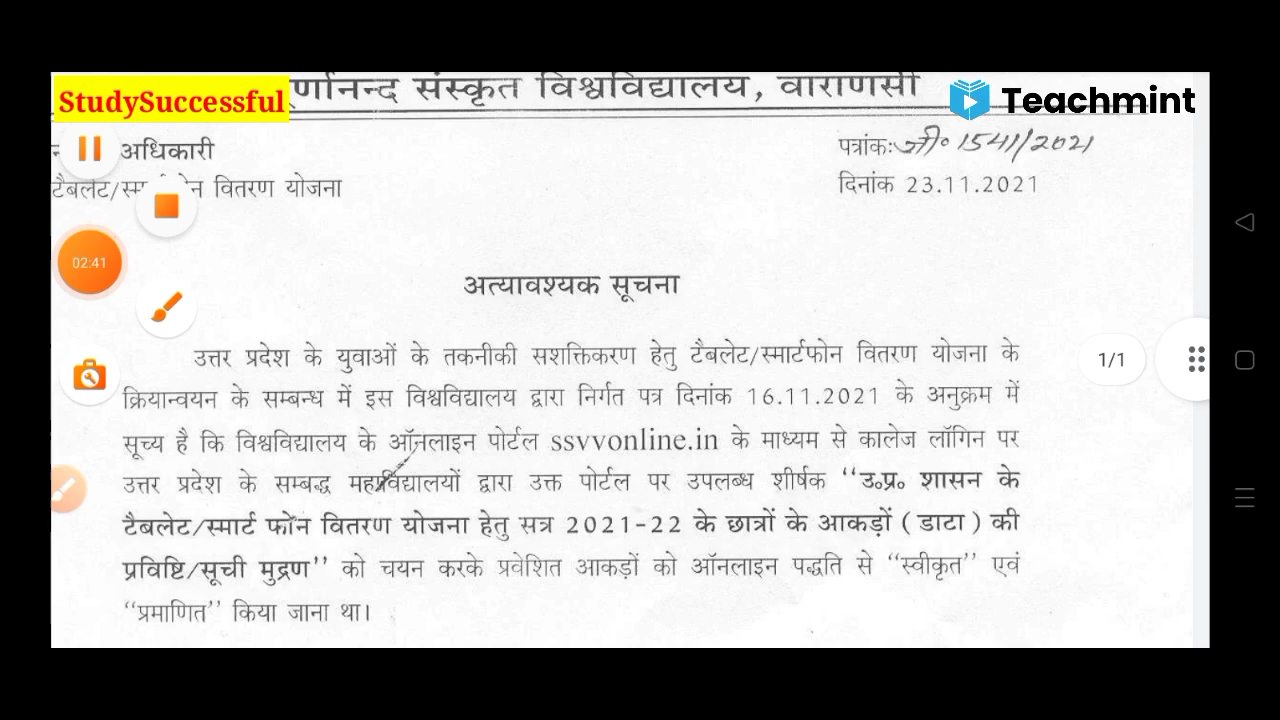 StudySuccessful
र्णानन्द संस्कृत विश्वविद्यालय, वाराणसी
Teachmint
अधिकारी
पत्रांकः जी० 1541/2021
टैबलेट/स्मार्टफोन वितरण योजना
दिनांक 23.11.2021
02:41
अत्यावश्यक सूचना
उत्तर प्रदेश के युवाओं के तकनीकी सशक्तिकरण हेतु टैबलेट/स्मार्टफोन वितरण योजना के
1/1
क्रियान्वयन के सम्बन्ध में इस विश्वविद्यालय द्वारा निर्गत पत्र दिनांक 16.11.2021 के अनुक्रम में
सूच्य है कि विश्वविद्यालय के ऑनलाइन पोर्टल ssvvonline.in के माध्यम से कालेज लॉगिन पर
उत्तर प्रदेश के सम्बद्ध महाविद्यालयों द्वारा उक्त पोर्टल पर उपलब्ध शीर्षक ‘‘उ०प्र० शासन के
टैबलेट/स्मार्ट फोन वितरण योजना हेतु सत्र 2021-22 के छात्रों के आकड़ों ( डाटा ) की
प्रविष्टि/सूची मुद्रण’’ को चयन करके प्रवेशित आकड़ों को ऑनलाइन पद्धति से ‘‘स्वीकृत’’ एवं
‘‘प्रमाणित’’ किया जाना था।